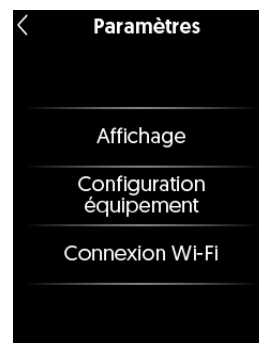 Paramètres
Affichage
Configuration
équipement
Connexion Wi-Fi